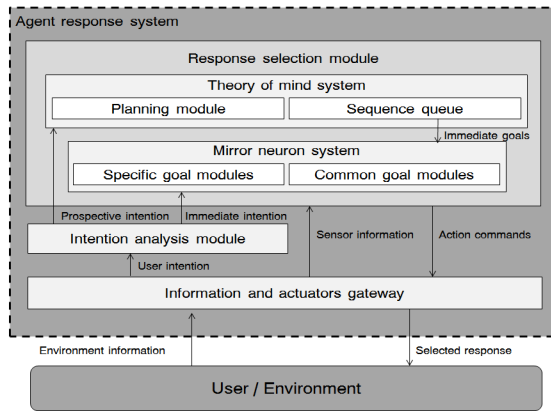 Agent response system
Response selection module
Theory of mind system
Planning module
Sequence queue
Immediate goals
Mirror neuron system
Specific goal modules
Common goal modules
Prospective intention
Immediate intention
Intention analysis module
Sensor information
Action commands
User intention
Information and actuators gateway
Environment information
Selected response
User / Environment